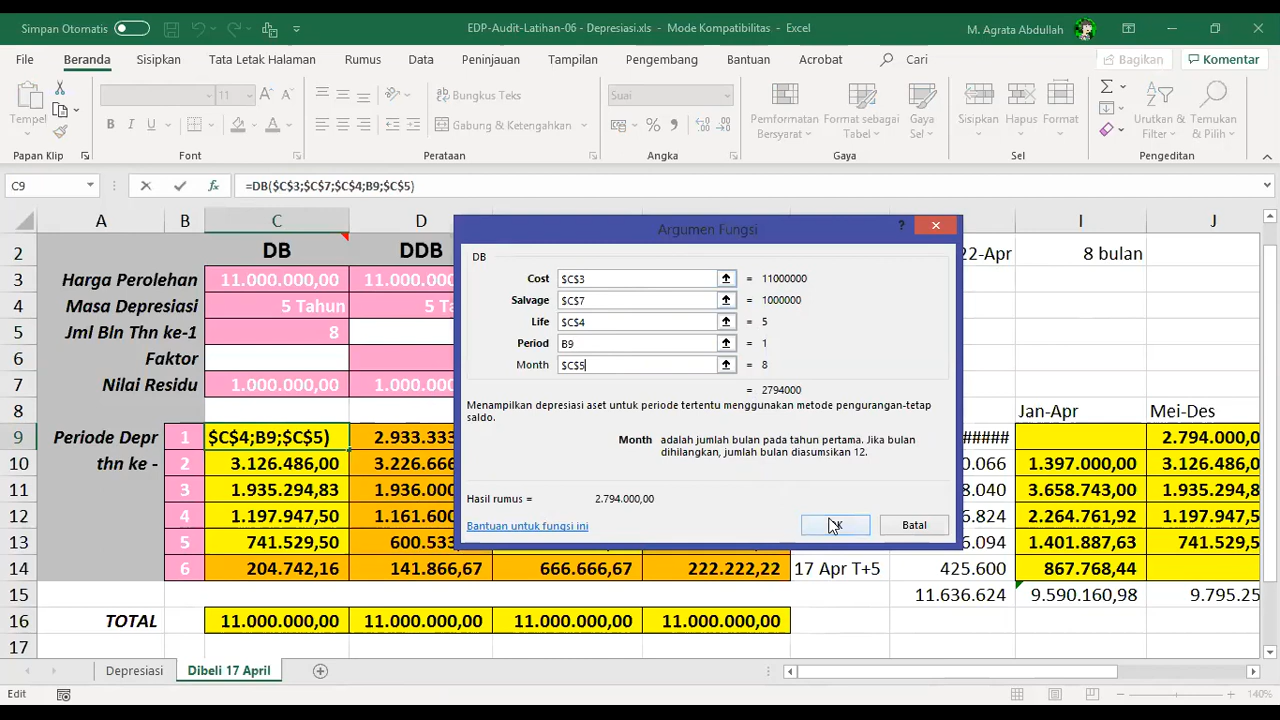 Simpan Otomatis
EDP-Audit-Latihan-06 - Depresiasi.xls - Mode Kompatibilitas - Excel
M. Agrata Abdullah
File Beranda Sisipkan Tata Letak Halaman Rumus Data Peninjauan Tampilan Pengembang Bantuan Acrobat Cari Bagikan Komentar
Tempel
11
Bungkus Teks
Suai
B I U
Gabung & Ketengahkan
Pemformatan Bersyarat
Format sebagai Tabel
Gaya Sel
Sisipkan Hapus Format
Urutkan & Filter
Temukan & Pilih
Papan Klip Font Perataan Angka Gaya Sel Pengeditan
C9 =DB($C$3;$C$7;$C$4;B9;$C$5)
A B C D I J
2 DB DDB 22-Apr 8 bulan
3 Harga Perolehan 11.000.000,00 11.000.000,00
4 Masa Depresiasi 5 Tahun 5 Ta
5 Jml Bln Thn ke-1 8
6 Faktor
7 Nilai Residu 1.000.000,00 1.000.000,0
8 Jan-Apr Mei-Des
9 Periode Depr 1 $C$4;B9;$C$5) 2.933.333 ###### 2.794.000,0
10 thn ke - 2 3.126.486,00 3.226.666 0.066 1.397.000,00 3.126.486,0
11 3 1.935.294,83 1.936.000 8.040 3.658.743,00 1.935.294,8
12 4 1.197.947,50 1.161.600 6.824 2.264.761,92 1.197.947,5
13 5 741.529,50 600.533 6.094 1.401.887,63 741.529,5
14 6 204.742,16 141.866,67 666.666,67 222.222,22 17 Apr T+5 425.600 867.768,44
15 11.636.624 9.590.160,98 9.795.25
16 TOTAL 11.000.000,00 11.000.000,00 11.000.000,00 11.000.000,00
17
Argumen Fungsi
? 
DB
Cost $C$3 = 11000000
Salvage $C$7 = 1000000
Life $C$4 = 5
Period B9 = 1
Month $C$5 = 8
= 2794000
Menampilkan depresiasi aset untuk periode tertentu menggunakan metode pengurangan-tetap
saldo.
Month adalah jumlah bulan pada tahun pertama. Jika bulan
dihilangkan, jumlah bulan diasumsikan 12.
Hasil rumus = 2.794.000,00
Bantuan untuk fungsi ini
Batal
Depresiasi Dibeli 17 April
Edit
140%